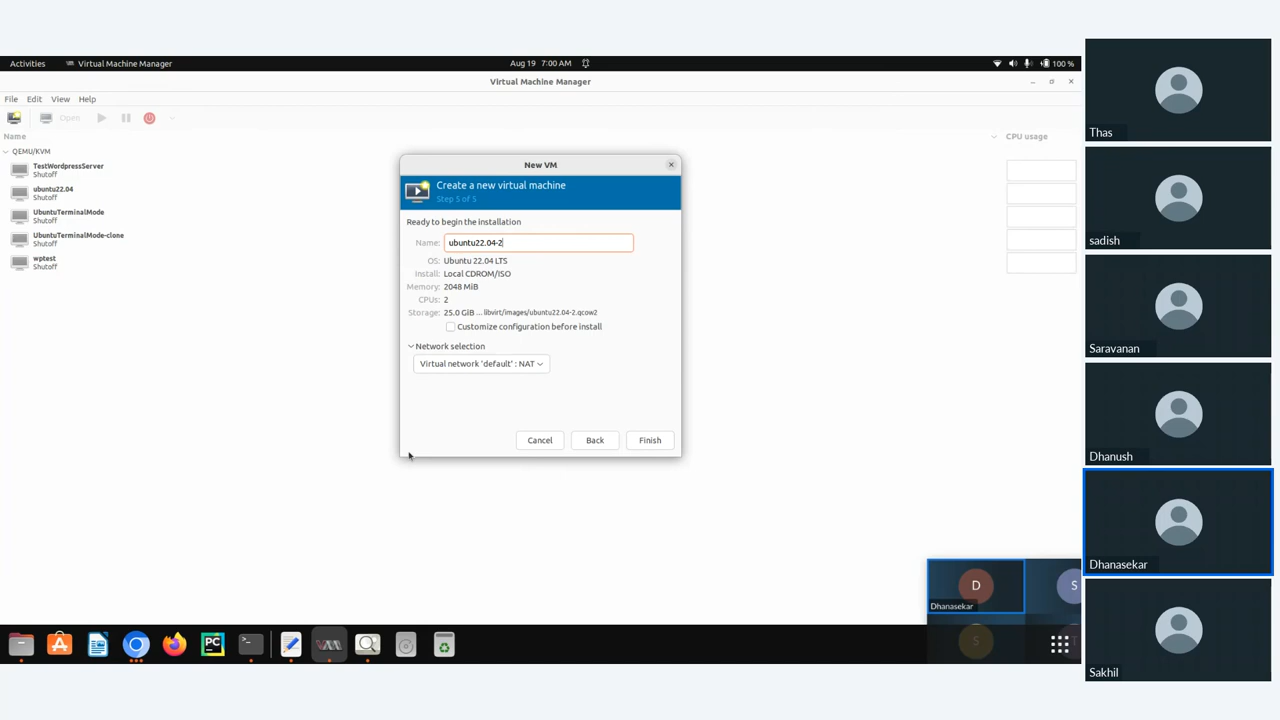 Activities
Virtual Machine Manager
Aug 19 7:00 AM
100 %
Virtual Machine Manager
File Edit View Help
Open
Name
CPU usage
QEMU/KVM
TestWordpressServer
Shutoff
ubuntu22.04
Shutoff
UbuntuTerminalMode
Shutoff
UbuntuTerminalMode-clone
Shutoff
wptest
Shutoff
New VM
Create a new virtual machine
Step 5 of 5
Ready to begin the installation
Name: ubuntu22.04-2
OS: Ubuntu 22.04 LTS
Install: Local CDROM/ISO
Memory: 2048 MiB
CPUs: 2
Storage: 25.0 GiB ... libvirt/images/ubuntu22.04-2.qcow2
Customize configuration before install
Network selection
Virtual network 'default' : NAT
Cancel Back Finish
D
Dhanasekar
S
S
T
PC
Thas
sadish
Saravanan
Dhanush
Dhanasekar
Sakhil